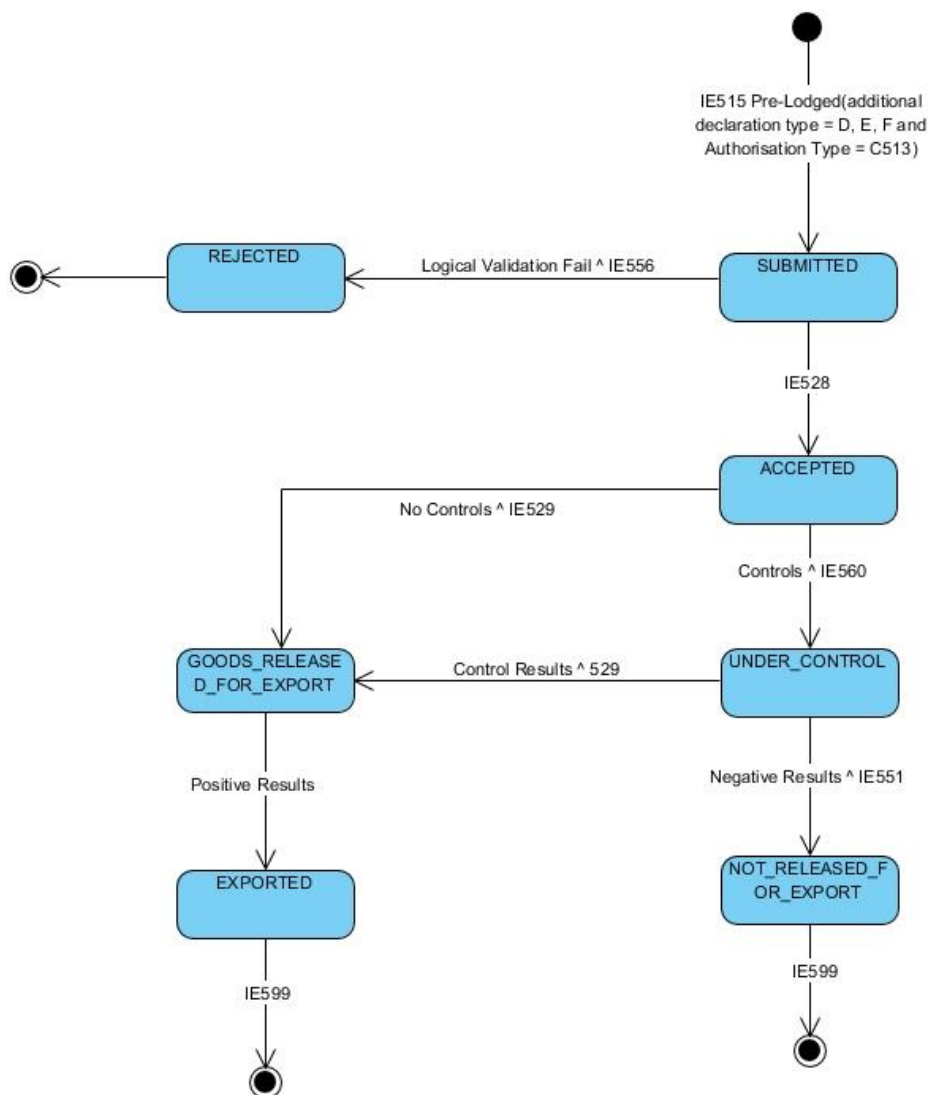 IE515 Pre-Lodged(additional
declaration type = D, E, F and
Authorisation Type = C513)
REJECTED
Logical Validation Fail ^ IE556
SUBMITTED
IE528
ACCEPTED
No Controls ^ IE529
Controls ^ IE560
GOODS_RELEASE
D_FOR_EXPORT
Control Results ^ 529
UNDER_CONTROL
Positive Results
Negative Results ^ IE551
EXPORTED
NOT_RELEASED_F
OR_EXPORT
IE599
IE599